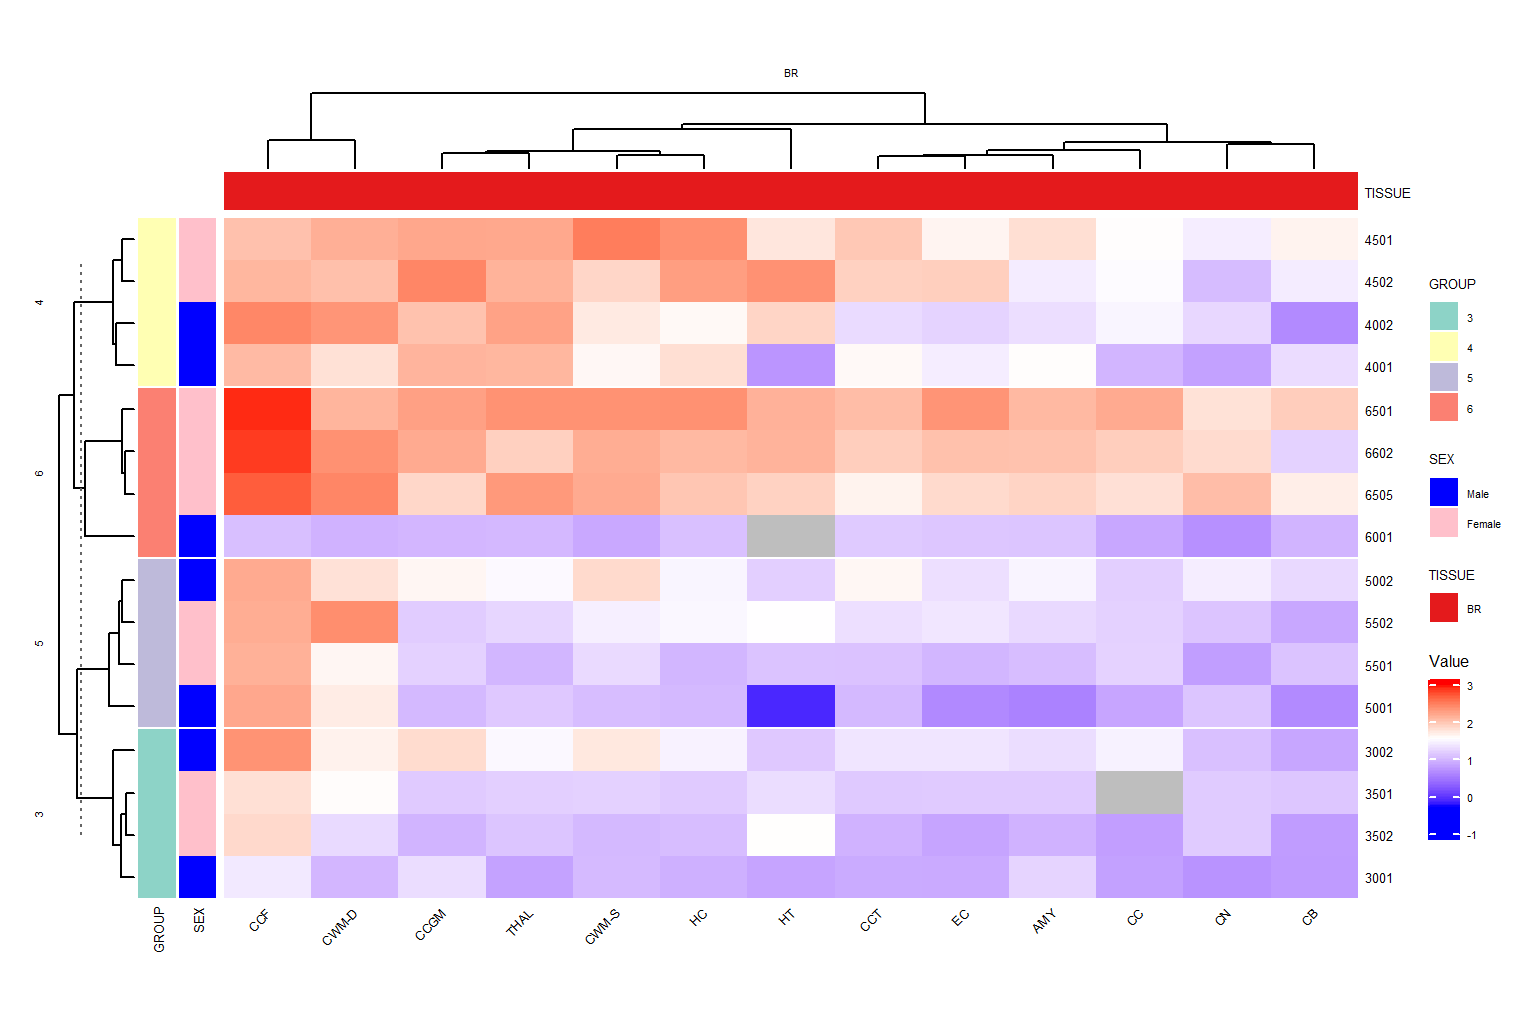 BR
TISSUE
4501
4502
4002
4001
6501
6602
6505
6001
5002
5502
5501
5001
3002
3501
3502
3001
4
6
5
3
GROUP
SEX
CCF
CWM-D
CCGM
THAL
CWM-S
HC
HT
CCT
EC
AMY
CC
CN
CB
GROUP
3
4
5
6
SEX
Male
Female
TISSUE
BR
Value
3
2
1
0
-1